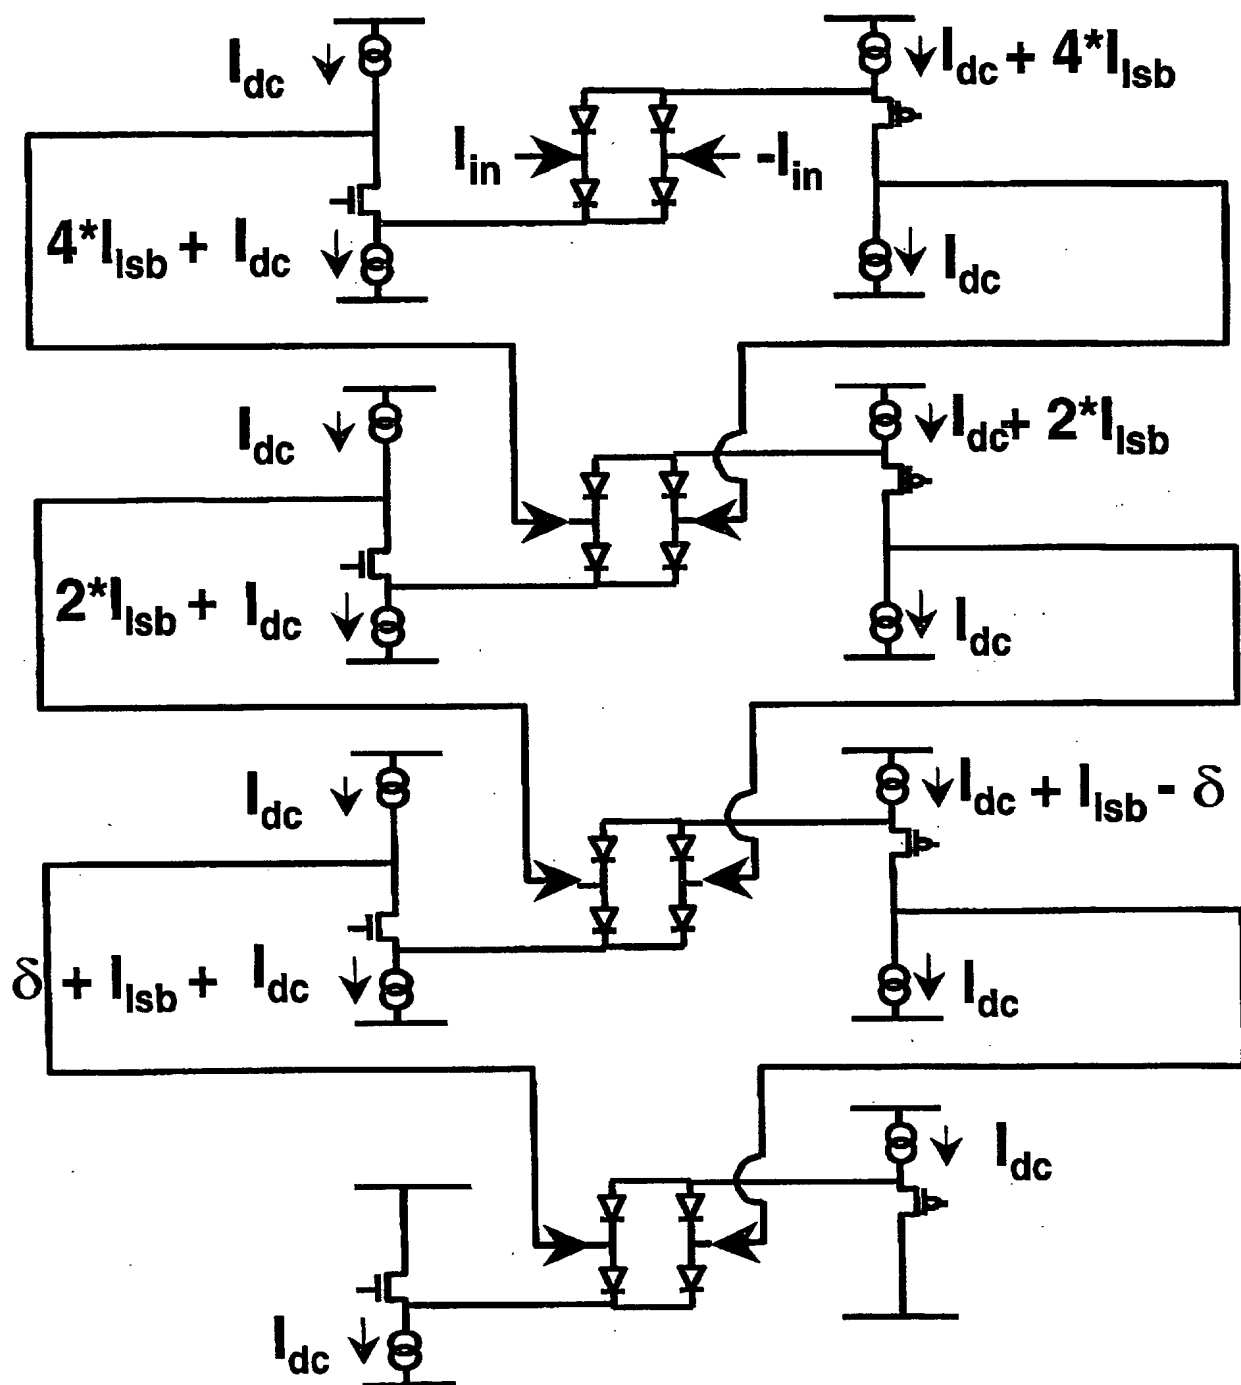 I_dc
I_dc + 4*I_lsb
I_in
-I_in
4*I_lsb + I_dc
I_dc
I_dc
I_dc + 2*I_lsb
2*I_lsb + I_dc
I_dc
I_dc
I_dc + I_lsb - δ
δ + I_lsb + I_dc
I_dc
I_dc
I_dc